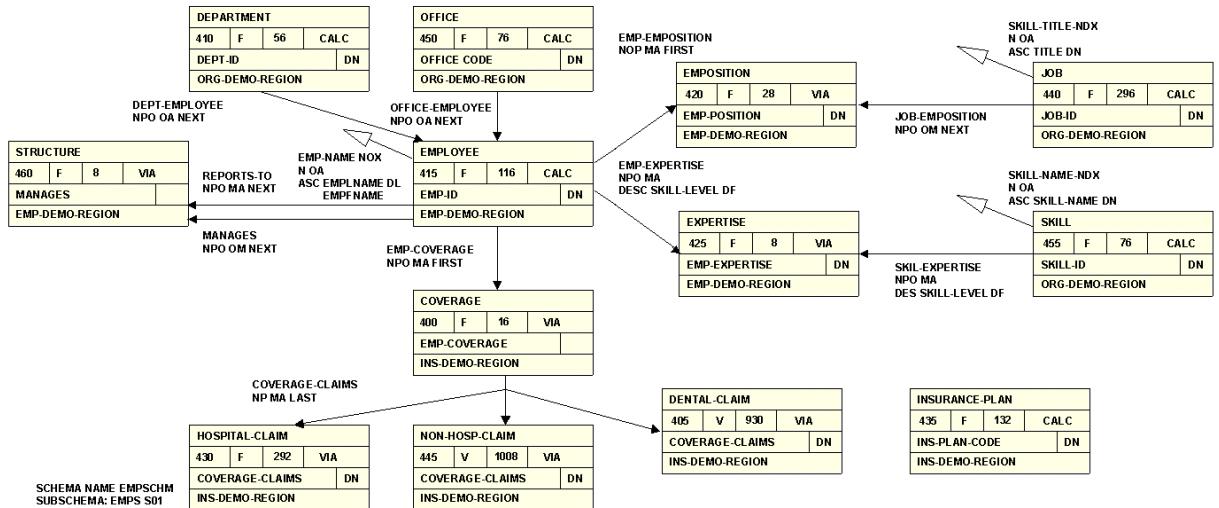 DEPARTMENT
410 F 56 CALC
DEPT-ID DN
ORG-DEMO-REGION
OFFICE
450 F 76 CALC
OFFICE CODE DN
ORG-DEMO-REGION
EMP-EMPOSITION
NOP MA FIRST
SKILL-TITLE-NDX
N OA
ASC TITLE DN
EMPOSITION
420 F 28 VIA
EMP-POSITION DN
EMP-DEMO-REGION
JOB
440 F 296 CALC
JOB-ID DN
ORG-DEMO-REGION
DEPT-EMPLOYEE
NPO OA NEXT
OFFICE-EMPLOYEE
NPO OA NEXT
JOB-EMPOSITION
NPO OM NEXT
STRUCTURE
460 F 8 VIA
MANAGES
EMP-DEMO-REGION
REPORTS-TO
NPO MA NEXT
EMP-NAME NOX
N OA
ASC EMPLNAME DL
EMPFNAME
EMPLOYEE
415 F 116 CALC
EMP-ID DN
EMP-DEMO-REGION
EMP-EXPERTISE
NPO MA
DESC SKILL-LEVEL DF
SKILL-NAME-NDX
N OA
ASC SKILL-NAME DN
MANAGES
NPO OM NEXT
EMP-COVERAGE
NPO MA FIRST
EXPERTISE
425 F 8 VIA
EMP-EXPERTISE DN
EMP-DEMO-REGION
SKILL
455 F 76 CALC
SKILL-ID DN
ORG-DEMO-REGION
SKIL-EXPERTISE
NPO MA
DES SKILL-LEVEL DF
COVERAGE
400 F 16 VIA
EMP-COVERAGE
INS-DEMO-REGION
COVERAGE-CLAIMS
NP MA LAST
DENTAL-CLAIM
405 V 930 VIA
COVERAGE-CLAIMS DN
INS-DEMO-REGION
INSURANCE-PLAN
435 F 132 CALC
INS-PLAN-CODE DN
INS-DEMO-REGION
HOSPITAL-CLAIM
430 F 292 VIA
COVERAGE-CLAIMS DN
INS-DEMO-REGION
NON-HOSP-CLAIM
445 V 1008 VIA
COVERAGE-CLAIMS DN
INS-DEMO-REGION
SCHEMA NAME EMPSCHM
SUBSCHEMA: EMPS S01